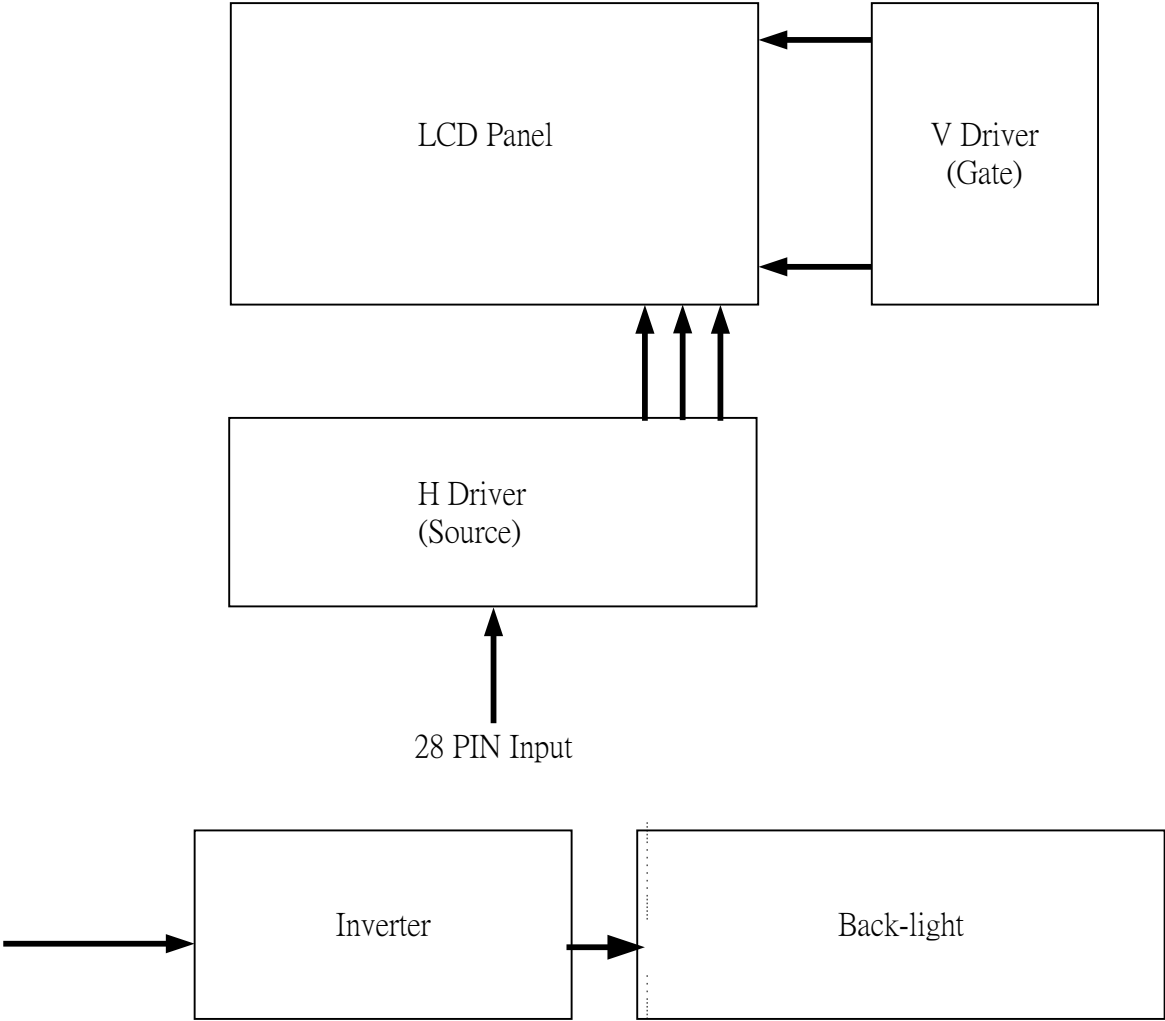 LCD Panel
V Driver
(Gate)
H Driver
(Source)
28 PIN Input
Inverter
Back-light